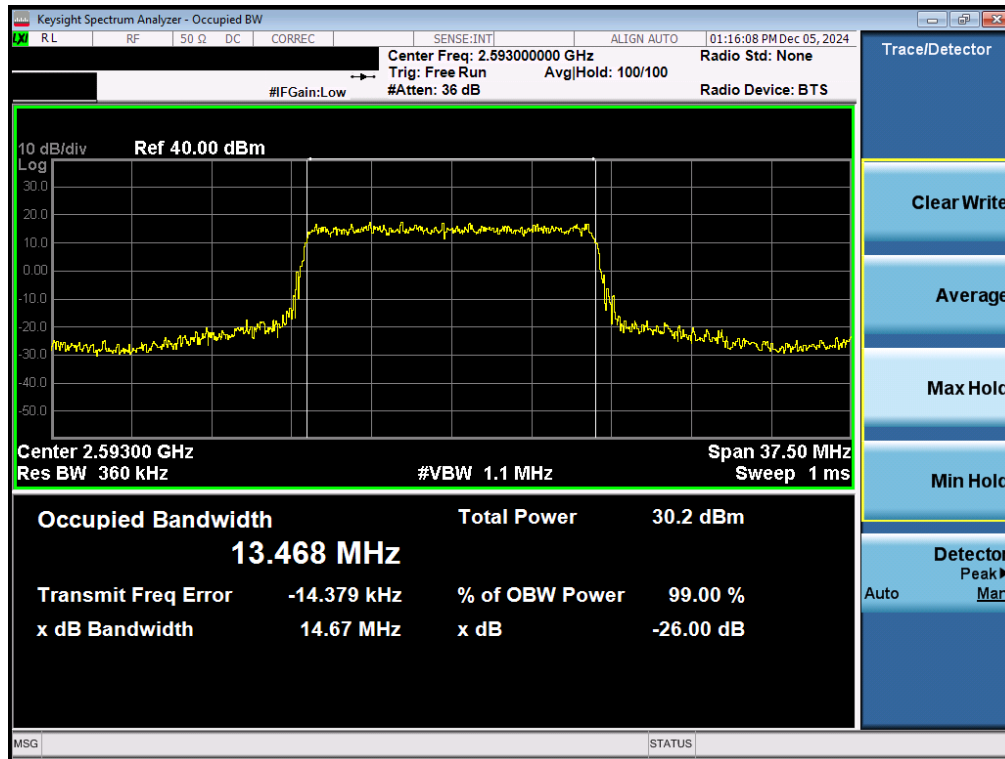 Keysight Spectrum Analyzer - Occupied BW
LXI RL RF 50 Ω DC CORREC SENSE:INT ALIGN AUTO 01:16:08 PM Dec 05, 2024
Center Freq: 2.593000000 GHz Radio Std: None
Trig: Free Run Avg|Hold: 100/100
#IFGain:Low #Atten: 36 dB Radio Device: BTS
Trace/Detector
10 dB/div Ref 40.00 dBm
Log
30.0
20.0
10.0
0.00
-10.0
-20.0
-30.0
-40.0
-50.0
Center 2.59300 GHz Span 37.50 MHz
Res BW 360 kHz #VBW 1.1 MHz Sweep 1 ms
Occupied Bandwidth Total Power 30.2 dBm
13.468 MHz
Transmit Freq Error -14.379 kHz % of OBW Power 99.00 %
x dB Bandwidth 14.67 MHz x dB -26.00 dB
Clear Write
Average
Max Hold
Min Hold
Detector
Peak
Auto Man
MSG STATUS